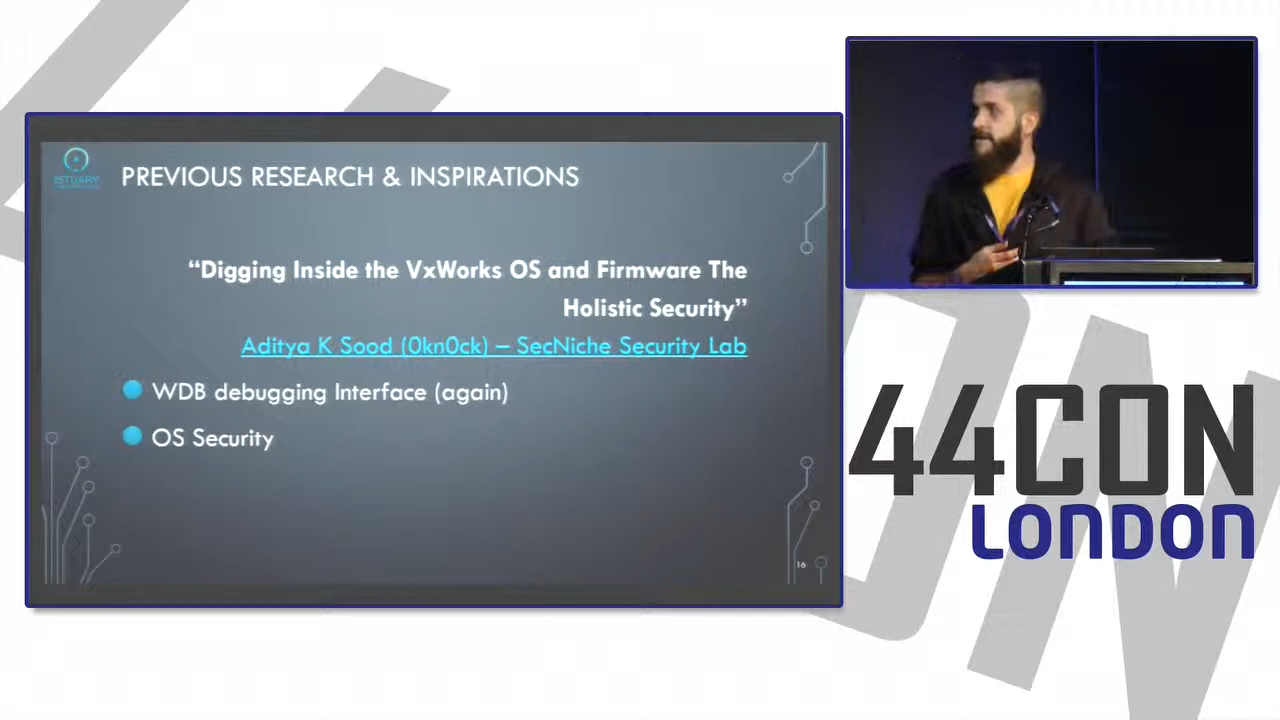 ISTUARY
PREVIOUS RESEARCH & INSPIRATIONS
“Digging Inside the VxWorks OS and Firmware The
Holistic Security”
Aditya K Sood (0kn0ck) – SecNiche Security Lab
WDB debugging Interface (again)
OS Security
16
44CON
LONDON